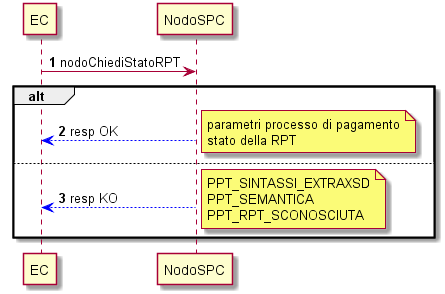 EC NodoSPC
1 nodoChiediStatoRPT
alt
parametri processo di pagamento
2 resp OK
stato della RPT
PPT_SINTASSI_EXTRAXSD
3 resp KO
PPT_SEMANTICA
PPT_RPT_SCONOSCIUTA
EC NodoSPC